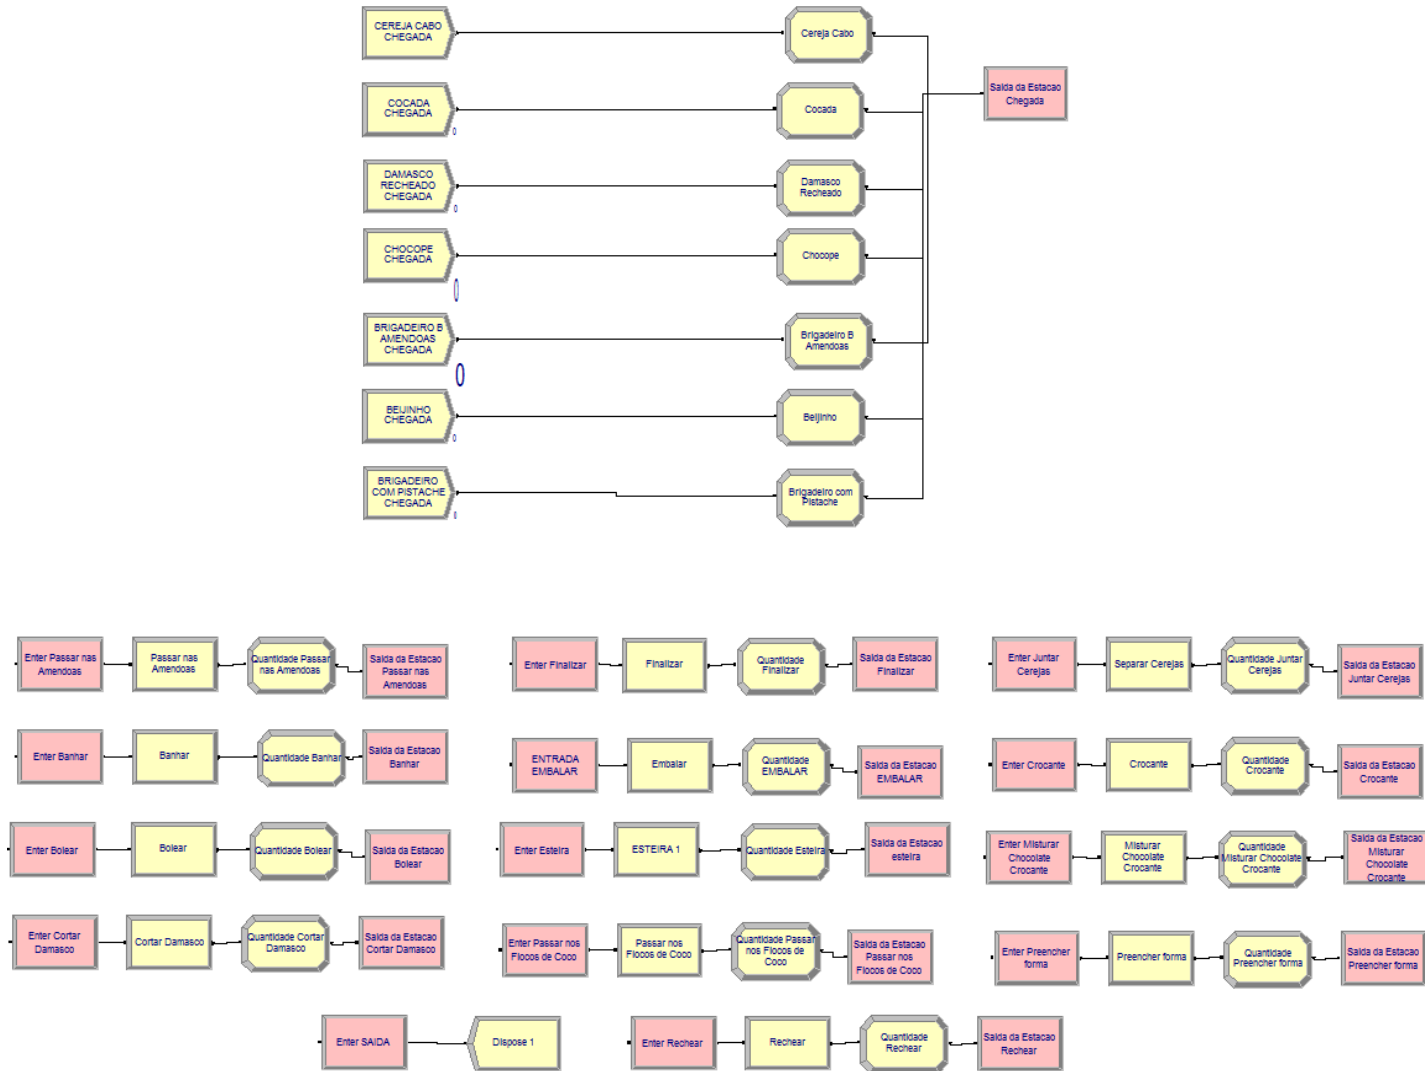 CEREJA CABO
CHEGADA
Cereja Cabo
Saida da Estacao
Chegada
COCADA
CHEGADA
0
Cocada
DAMASCO
RECHEADO
CHEGADA
0
Damasco
Recheado
CHOCOPE
CHEGADA
0
Chocope
BRIGADEIRO B
AMENDOAS
CHEGADA
0
Brigadeiro B
Amendoas
BEIJINHO
CHEGADA
0
Beijinho
BRIGADEIRO
COM PISTACHE
CHEGADA
0
Brigadeiro com
Pistache
Enter Passar nas
Amendoas
Passar nas
Amendoas
Quantidade Passar
nas Amendoas
Saida da Estacao
Passar nas
Amendoas
Enter Finalizar
Finalizar
Quantidade
Finalizar
Saida da Estacao
Finalizar
Enter Juntar
Cerejas
Separar Cerejas
Quantidade Juntar
Cerejas
Saida da Estacao
Juntar Cerejas
Enter Banhar
Banhar
Quantidade Banhar
Saida da Estacao
Banhar
ENTRADA
EMBALAR
Embalar
Quantidade
EMBALAR
Saida da Estacao
EMBALAR
Enter Crocante
Crocante
Quantidade
Crocante
Saida da Estacao
Crocante
Enter Bolear
Bolear
Quantidade Bolear
Saida da Estacao
Bolear
Enter Esteira
ESTEIRA 1
Quantidade Esteira
Saida da Estacao
esteira
Enter Misturar
Chocolate
Crocante
Misturar
Chocolate
Crocante
Quantidade
Misturar Chocolate
Crocante
Saida da Estacao
Misturar
Chocolate
Crocante
Enter Cortar
Damasco
Cortar Damasco
Quantidade Cortar
Damasco
Saida da Estacao
Cortar Damasco
Enter Passar nos
Flocos de Coco
Passar nos
Flocos de Coco
Quantidade Passar
nos Flocos de
Coco
Saida da Estacao
Passar nos
Flocos de Coco
Enter Preencher
forma
Preencher forma
Quantidade
Preencher forma
Saida da Estacao
Preencher forma
Enter SAIDA
Dispose 1
Enter Rechear
Rechear
Quantidade
Rechear
Saida da Estacao
Rechear